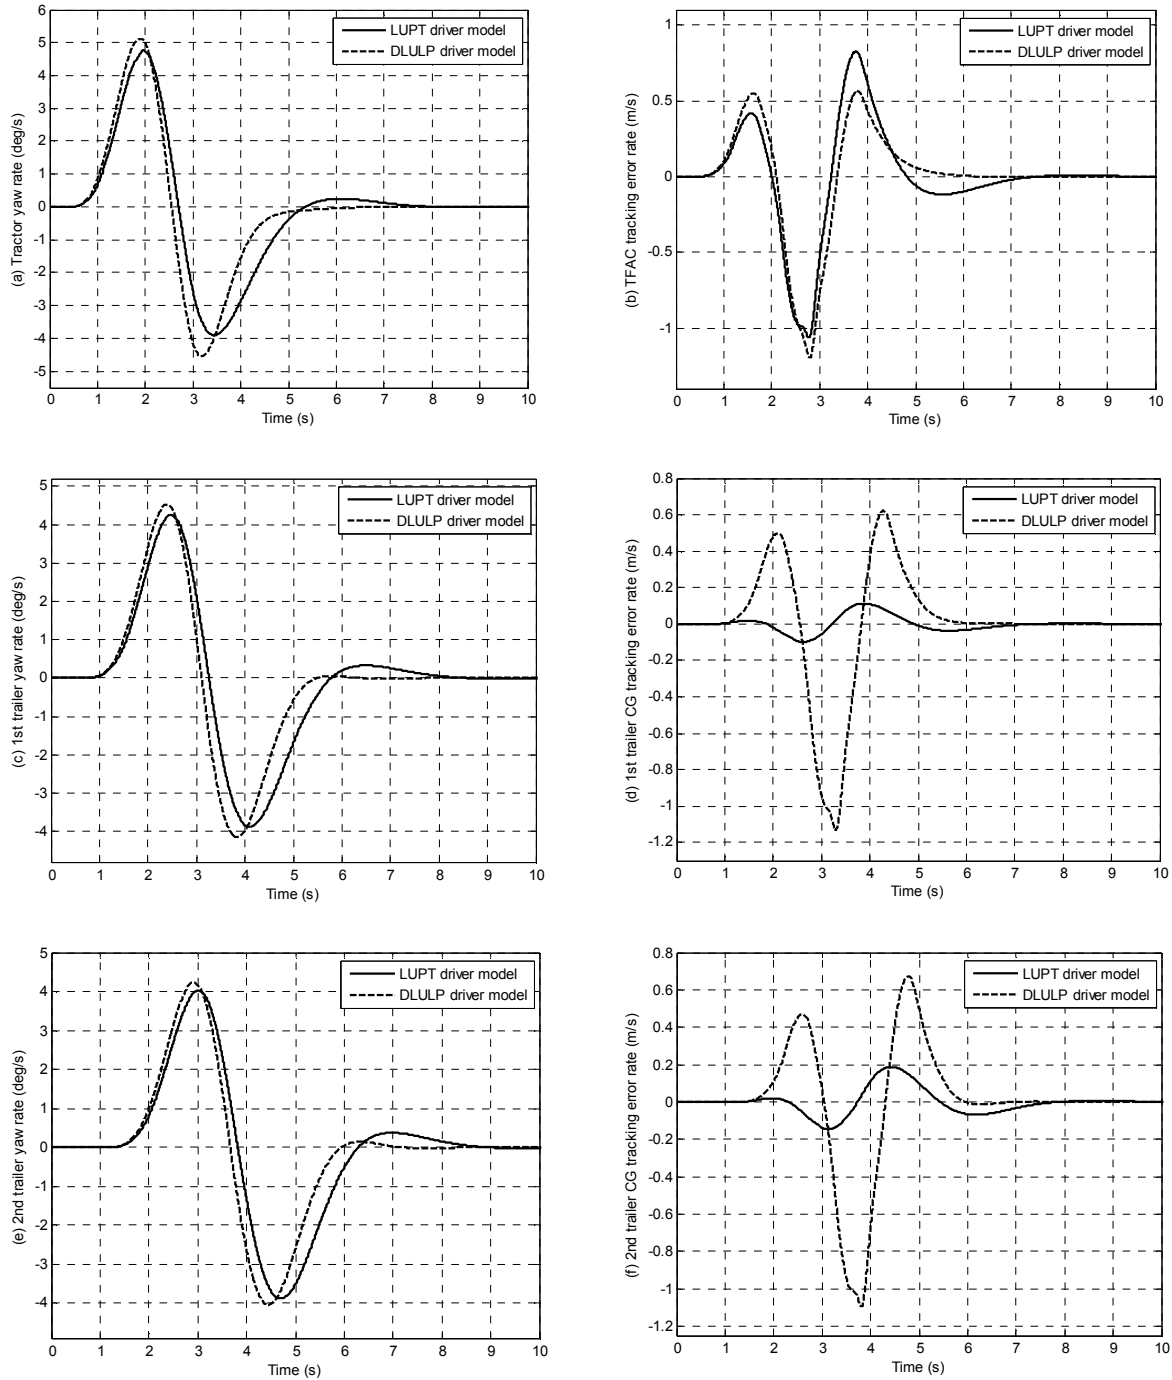 LUPT driver model
DLULP driver model
6
5
4
3
2
1
0
-1
-2
-3
-4
-5
(a) Tractor yaw rate (deg/s)
0 1 2 3 4 5 6 7 8 9 10
Time (s)
LUPT driver model
DLULP driver model
1
0.5
0
-0.5
-1
(b) TFAC tracking error rate (m/s)
0 1 2 3 4 5 6 7 8 9 10
Time (s)
LUPT driver model
DLULP driver model
5
4
3
2
1
0
-1
-2
-3
-4
(c) 1st trailer yaw rate (deg/s)
0 1 2 3 4 5 6 7 8 9 10
Time (s)
LUPT driver model
DLULP driver model
0.8
0.6
0.4
0.2
0
-0.2
-0.4
-0.6
-0.8
-1
-1.2
(d) 1st trailer CG tracking error rate (m/s)
0 1 2 3 4 5 6 7 8 9 10
Time (s)
LUPT driver model
DLULP driver model
5
4
3
2
1
0
-1
-2
-3
-4
(e) 2nd trailer yaw rate (deg/s)
0 1 2 3 4 5 6 7 8 9 10
Time (s)
LUPT driver model
DLULP driver model
0.8
0.6
0.4
0.2
0
-0.2
-0.4
-0.6
-0.8
-1
-1.2
(f) 2nd trailer CG tracking error rate (m/s)
0 1 2 3 4 5 6 7 8 9 10
Time (s)